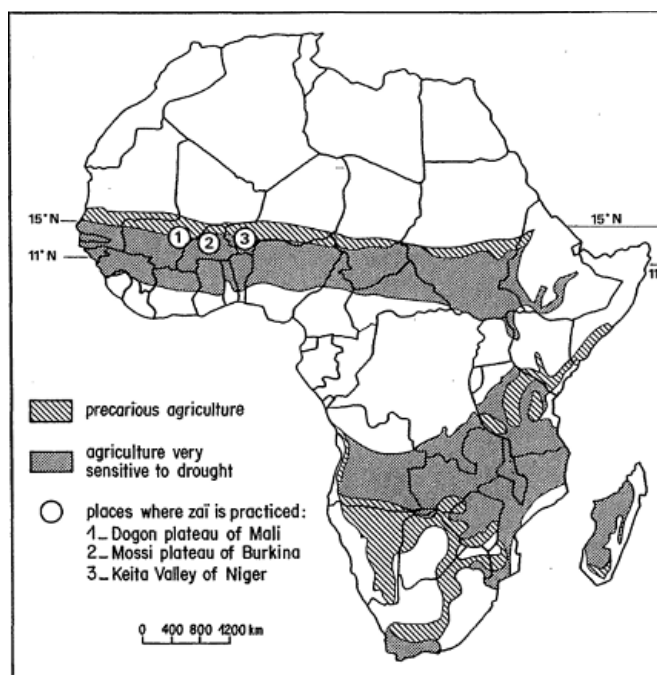 15° N
15° N
11° N
11
precarious agriculture
agriculture very
sensitive to drought
places where zaï is practiced:
1_ Dogon plateau of Mali
2_ Mossi plateau of Burkina
3_ Keita Valley of Niger
1
2
3
0 400 800 1200 km